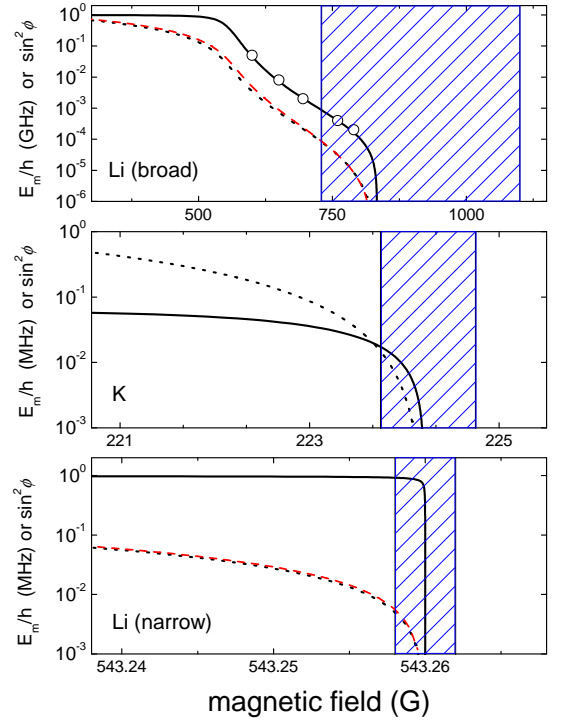 E_m/h (GHz) or sin²ϕ
10⁰
10⁻¹
10⁻²
10⁻³
10⁻⁴
10⁻⁵
10⁻⁶
Li (broad)
500 750 1000
E_m/h (MHz) or sin²ϕ
10⁰
10⁻¹
10⁻²
10⁻³
K
221 223 225
E_m/h (MHz) or sin²ϕ
10⁰
10⁻¹
10⁻²
10⁻³
Li (narrow)
543.24 543.25 543.26
magnetic field (G)